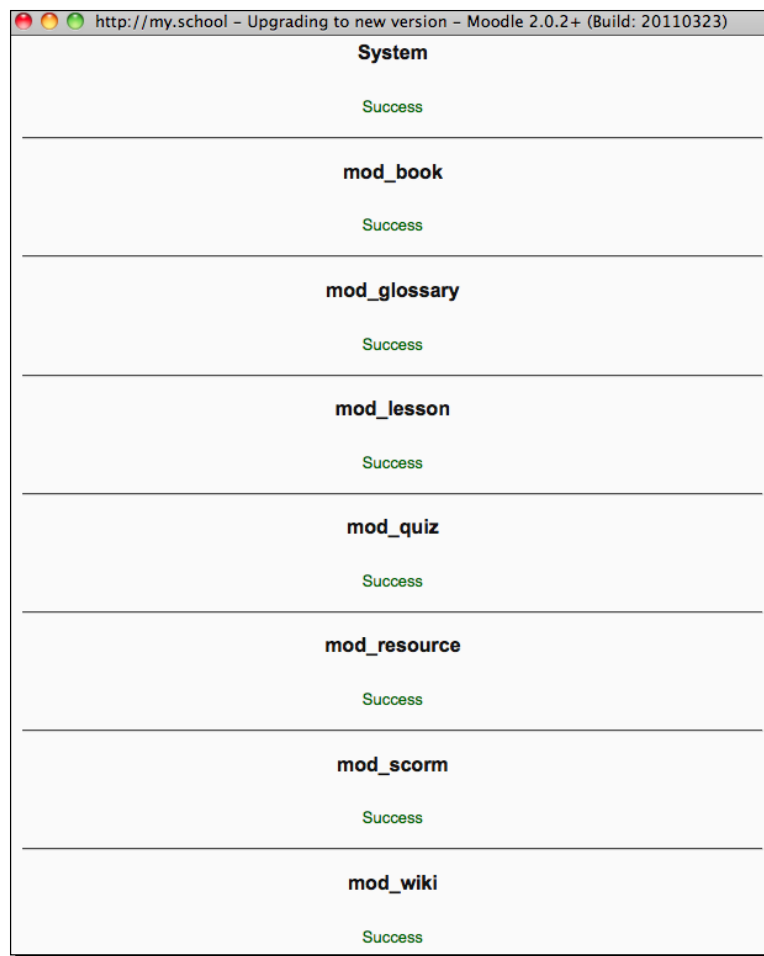 http://my.school – Upgrading to new version – Moodle 2.0.2+ (Build: 20110323)
System
Success
mod_book
Success
mod_glossary
Success
mod_lesson
Success
mod_quiz
Success
mod_resource
Success
mod_scorm
Success
mod_wiki
Success